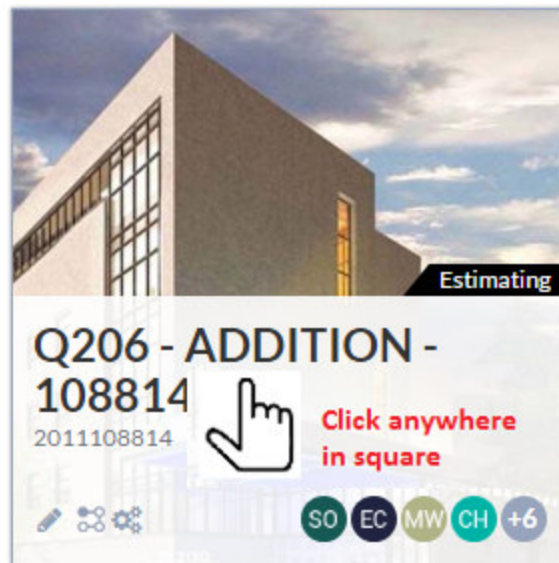 Estimating
Q206 - ADDITION -
108814
2011108814
Click anywhere
in square
SO EC MW CH +6